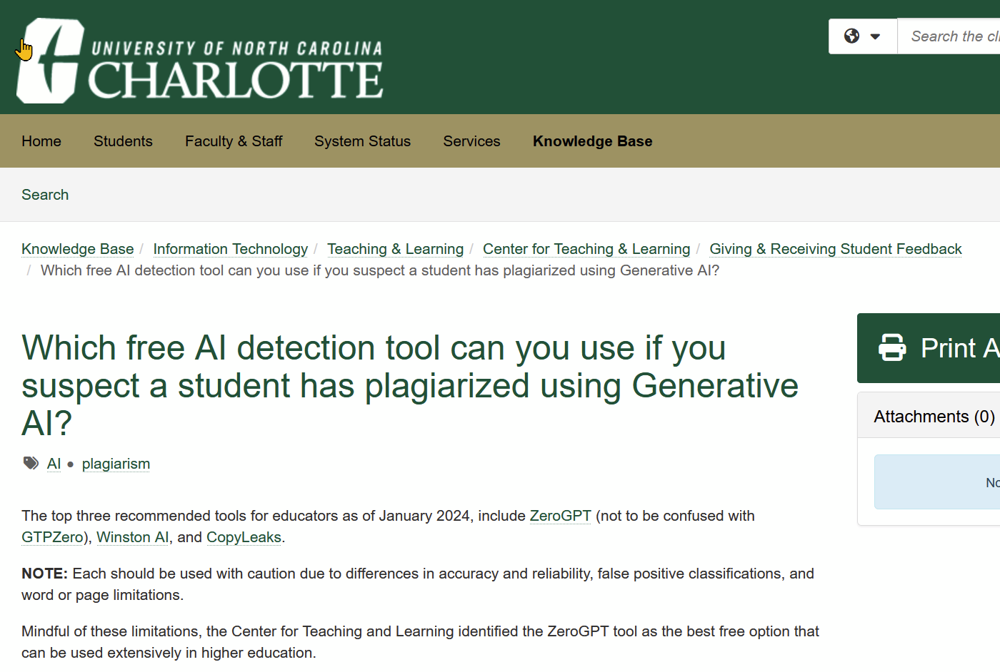 UNIVERSITY OF NORTH CAROLINA
CHARLOTTE
Search the
Home Students Faculty & Staff System Status Services Knowledge Base
Search
Knowledge Base / Information Technology / Teaching & Learning / Center for Teaching & Learning / Giving & Receiving Student Feedback
/ Which free AI detection tool can you use if you suspect a student has plagiarized using Generative AI?
Which free AI detection tool can you use if you
suspect a student has plagiarized using Generative
AI?
Print
AI • plagiarism
Attachments (0)
The top three recommended tools for educators as of January 2024, include ZeroGPT (not to be confused with
GTPZero), Winston AI, and CopyLeaks.
NOTE: Each should be used with caution due to differences in accuracy and reliability, false positive classifications, and
word or page limitations.
Mindful of these limitations, the Center for Teaching and Learning identified the ZeroGPT tool as the best free option that
can be used extensively in higher education.